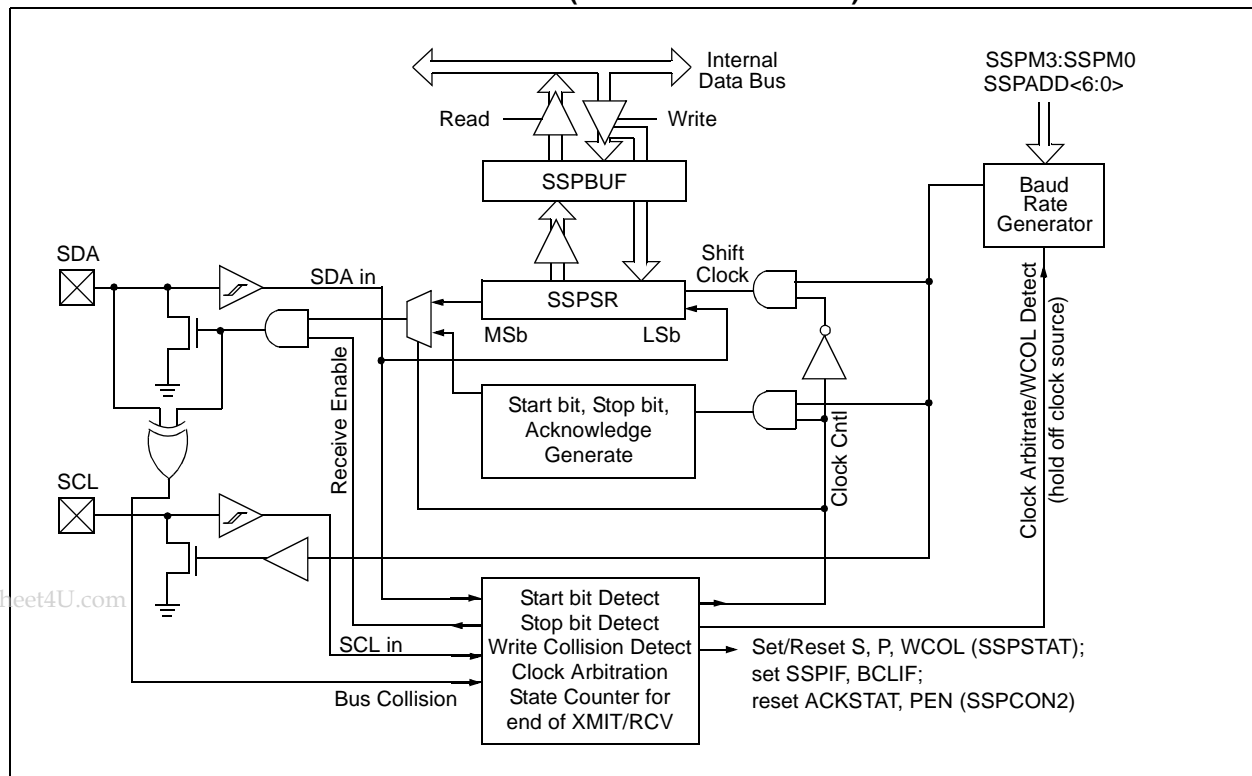 Internal
Data Bus
SSPM3:SSPM0
SSPADD<6:0>
Read
Write
SSPBUF
Baud
Rate
Generator
SDA
SDA in
Shift
Clock
SSPSR
MSb
LSb
Start bit, Stop bit,
Acknowledge
Generate
Receive Enable
Clock Cntl
Clock Arbitrate/WCOL Detect
(hold off clock source)
SCL
SCL in
Bus Collision
Start bit Detect
Stop bit Detect
Write Collision Detect
Clock Arbitration
State Counter for
end of XMIT/RCV
Set/Reset S, P, WCOL (SSPSTAT);
set SSPIF, BCLIF;
reset ACKSTAT, PEN (SSPCON2)
heet4U.com